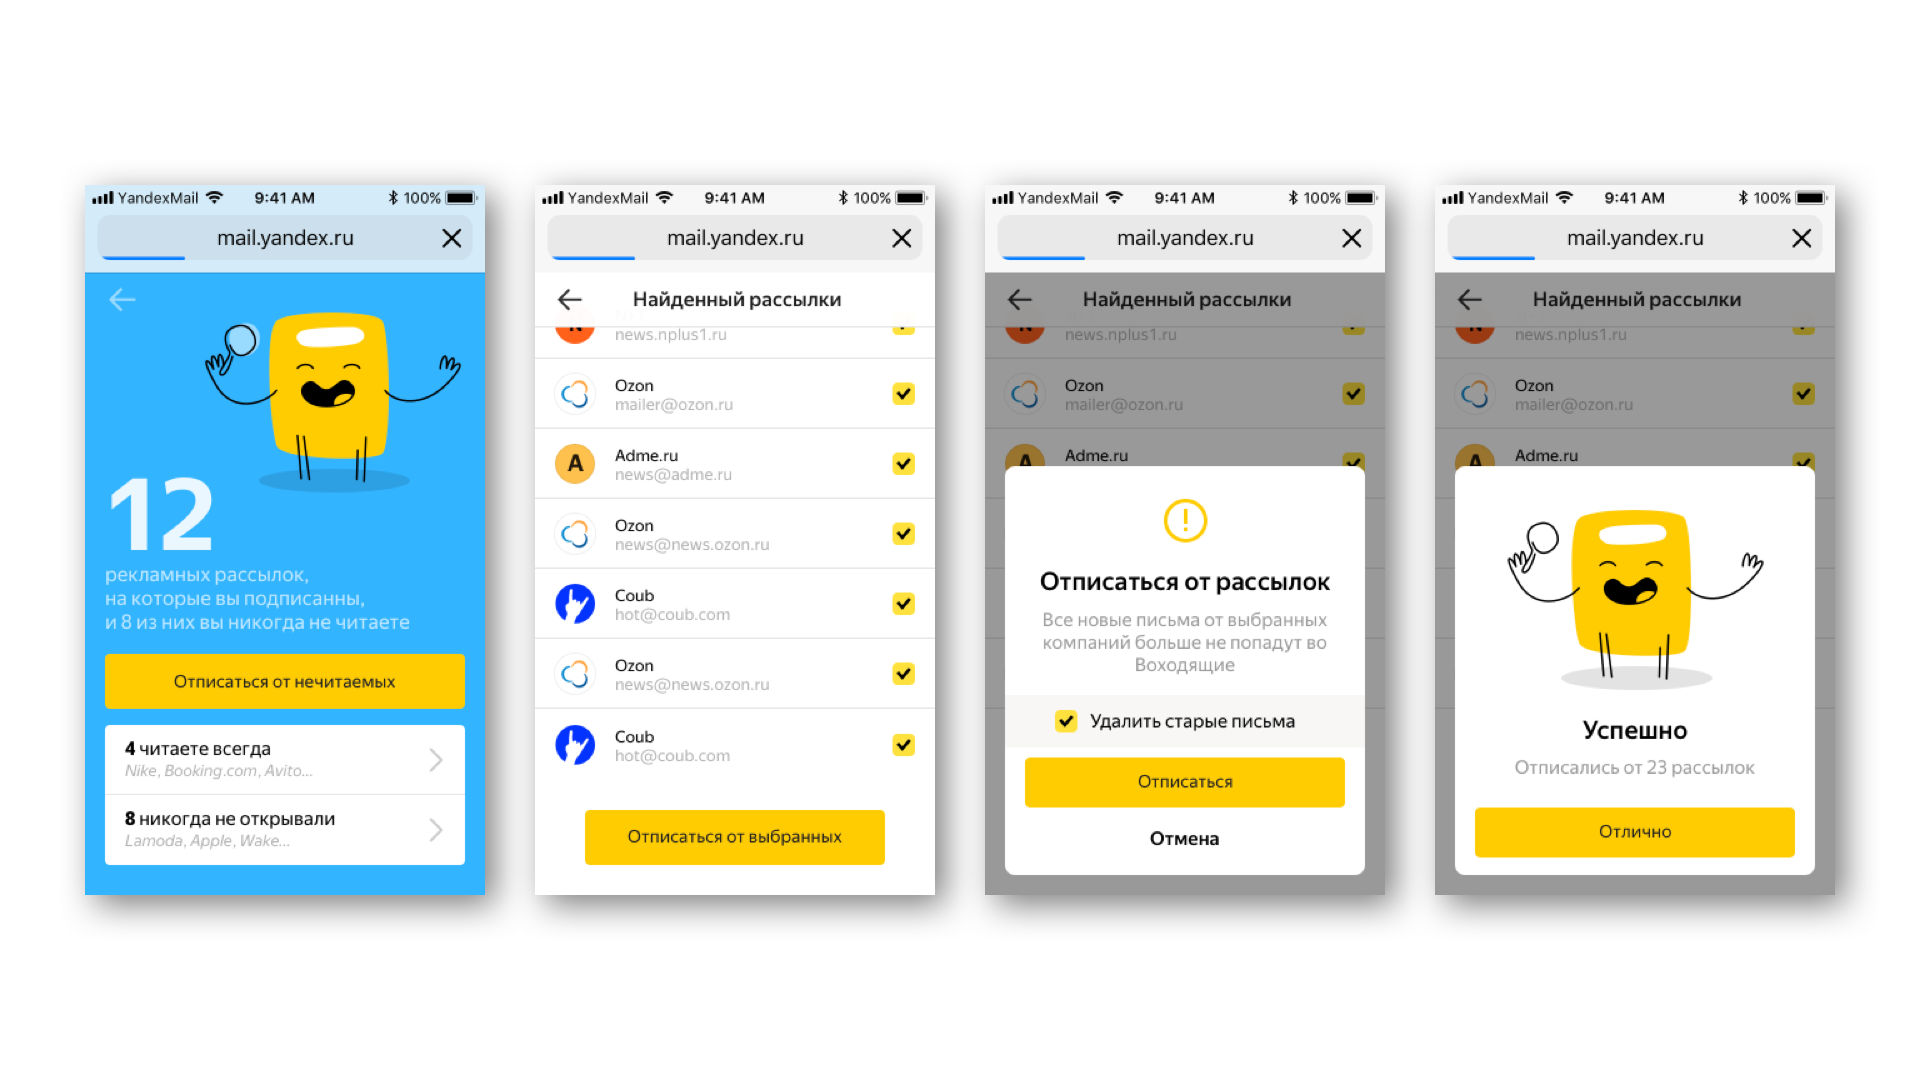 YandexMail 9:41 AM 100%
mail.yandex.ru
12
рекламных рассылок,
на которые вы подписанны,
и 8 из них вы никогда не читаете
Отписаться от нечитаемых
4 читаете всегда
Nike, Booking.com, Avito...
8 никогда не открывали
Lamoda, Apple, Wake...
YandexMail 9:41 AM 100%
mail.yandex.ru
Найденный рассылки
news.nplus1.ru
Ozon
mailer@ozon.ru
A
Adme.ru
news@adme.ru
Ozon
news@news.ozon.ru
Coub
hot@coub.com
Ozon
news@news.ozon.ru
Coub
hot@coub.com
Отписаться от выбранных
YandexMail 9:41 AM 100%
mail.yandex.ru
Найденный рассылки
news.nplus1.ru
Ozon
mailer@ozon.ru
A
Adme.ru
Отписаться от рассылок
Все новые письма от выбранных
компаний больше не попадут во
Воходящие
Удалить старые письма
Отписаться
Отмена
YandexMail 9:41 AM 100%
mail.yandex.ru
Найденный рассылки
news.nplus1.ru
Ozon
mailer@ozon.ru
A
Adme.ru
Успешно
Отписались от 23 рассылок
Отлично